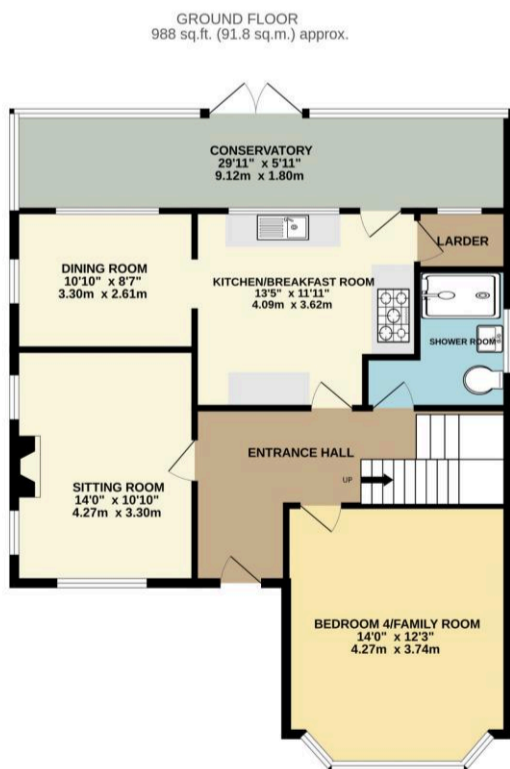 GROUND FLOOR
988 sq.ft. (91.8 sq.m.) approx.
CONSERVATORY
29'11" x 5'11"
9.12m x 1.80m
LARDER
DINING ROOM
10'10" x 8'7"
3.30m x 2.61m
KITCHEN/BREAKFAST ROOM
13'5" x 11'11"
4.09m x 3.62m
SHOWER ROOM
ENTRANCE HALL
UP
SITTING ROOM
14'0" x 10'10"
4.27m x 3.30m
BEDROOM 4/FAMILY ROOM
14'0" x 12'3"
4.27m x 3.74m